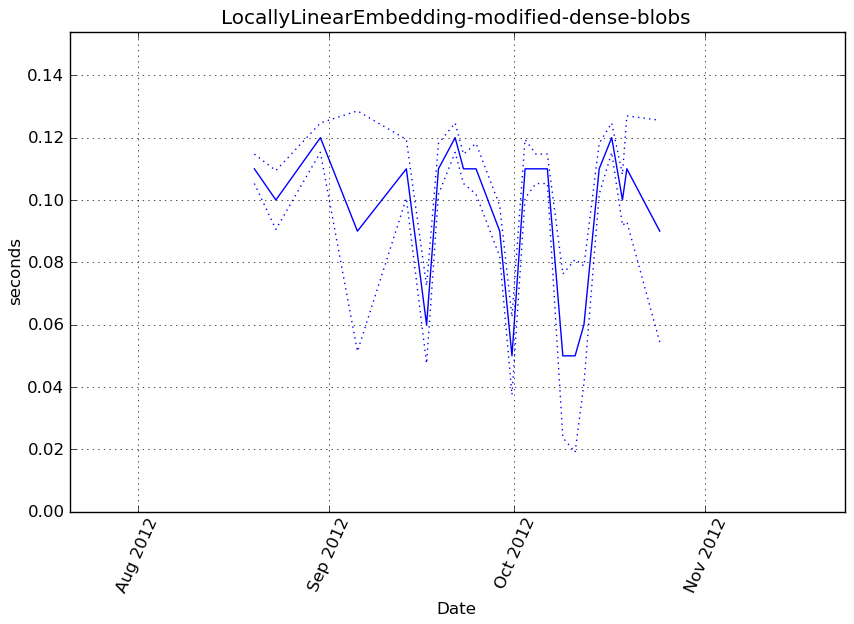 LocallyLinearEmbedding-modified-dense-blobs
0.14
0.12
0.10
0.08
0.06
0.04
0.02
0.00
seconds
Aug 2012
Sep 2012
Oct 2012
Nov 2012
Date